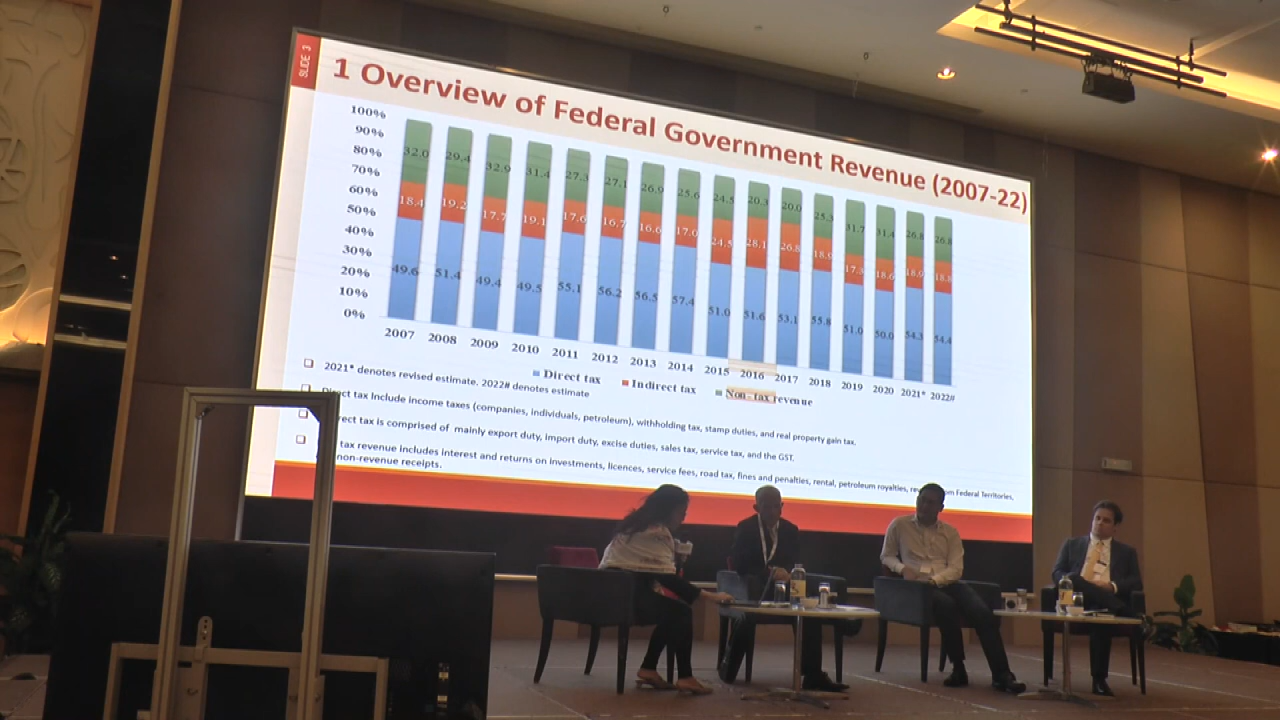 SLIDE 3
1 Overview of Federal Government Revenue (2007-22)
100%
90%
80%
70%
60%
50%
40%
30%
20%
10%
0%
32.0 29.4 32.9 31.4 27.3 27.1 26.9 25.6 24.5 20.3 20.0 25.3 31.7 31.4 26.8 26.8
18.4 19.2 17.7 19.1 17.6 16.7 16.6 17.0 24.5 28.1 26.8 18.9 17.3 18.6 18.9 18.8
49.6 51.4 49.4 49.5 55.1 56.2 56.5 57.4 51.0 51.6 53.1 55.8 51.0 50.0 54.3 54.4
2007 2008 2009 2010 2011 2012 2013 2014 2015 2016 2017 2018 2019 2020 2021* 2022#
Direct tax Indirect tax Non - tax revenue
2021* denotes revised estimate. 2022# denotes estimate
ct tax Include income taxes (companies, individuals, petroleum), withholding tax, stamp duties, and real property gain tax.
rect tax is comprised of mainly export duty, import duty, excise duties, sales tax, service tax, and the GST.
tax revenue includes interest and returns on investments, licences, service fees, road tax, fines and penalties, rental, petroleum royalties, rev om Federal Territories,
non-revenue receipts.